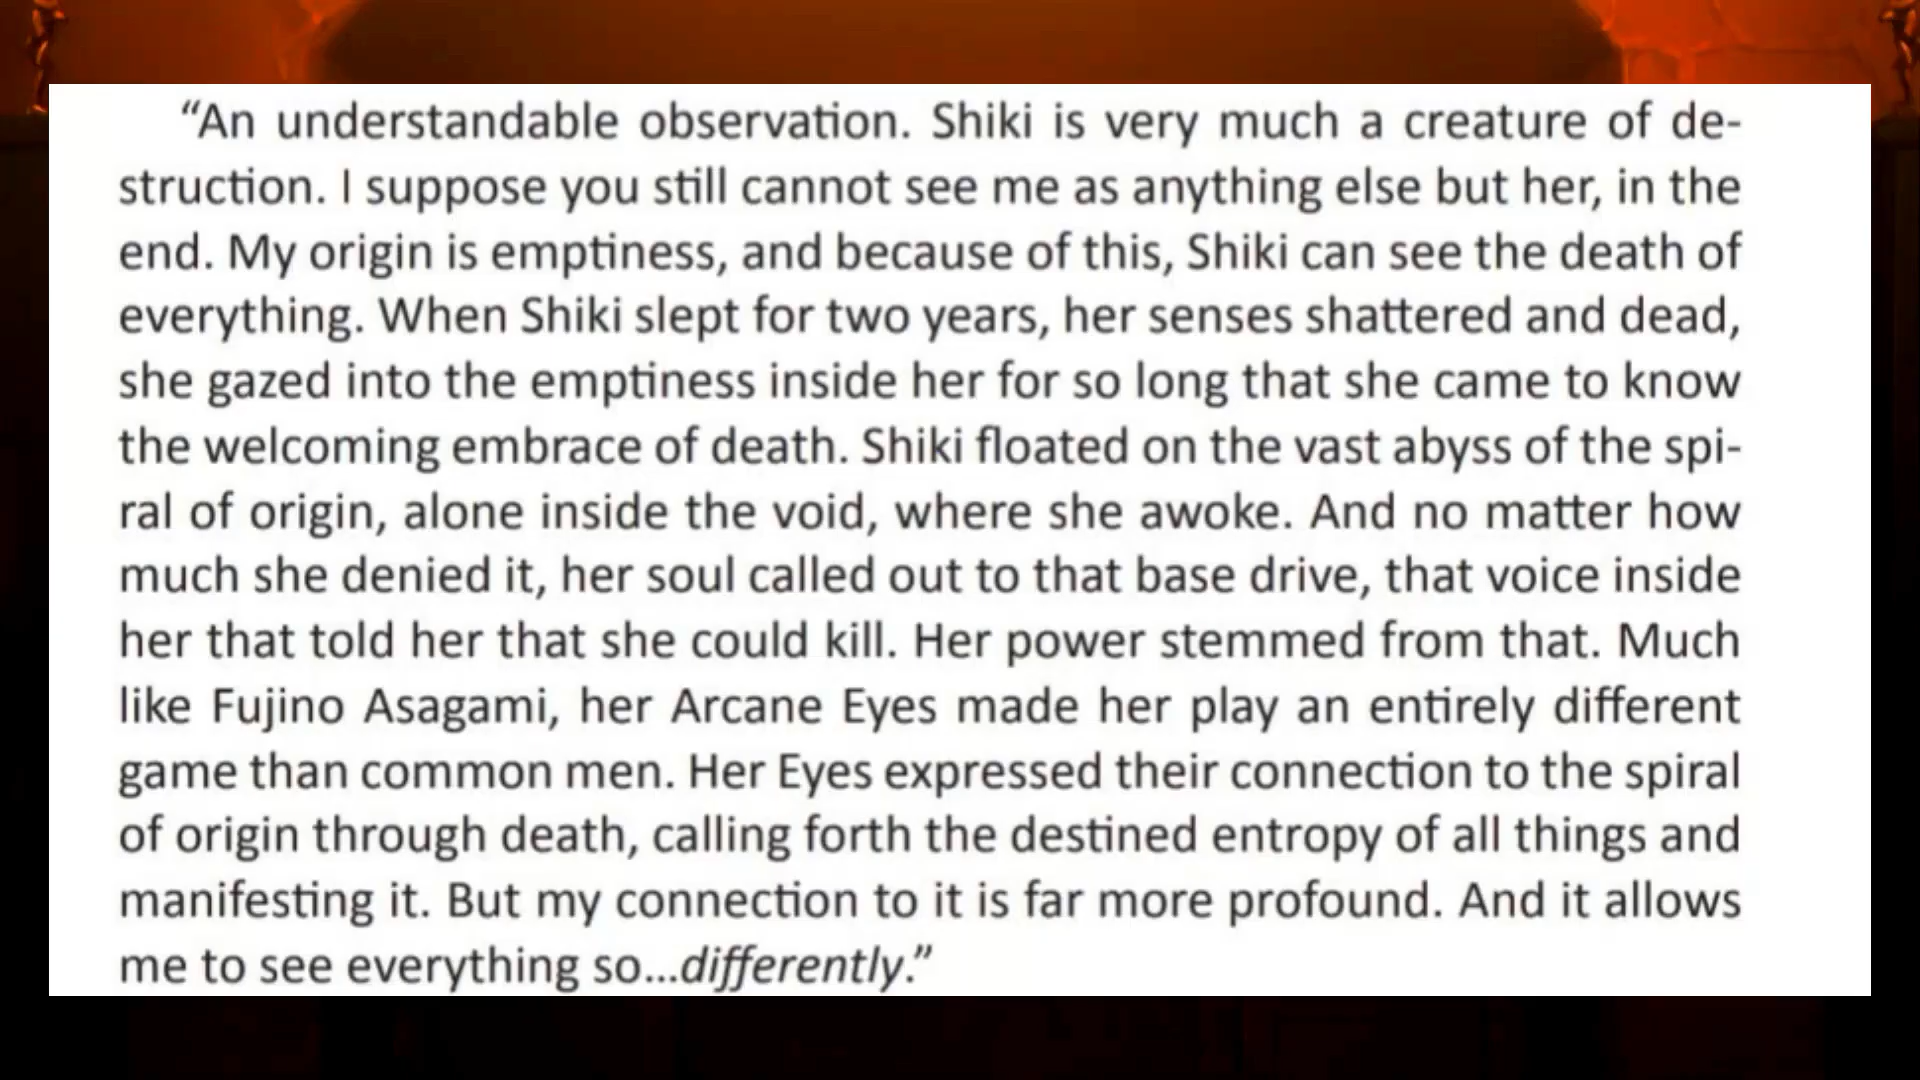 “An understandable observation. Shiki is very much a creature of de-
struction. I suppose you still cannot see me as anything else but her, in the
end. My origin is emptiness, and because of this, Shiki can see the death of
everything. When Shiki slept for two years, her senses shattered and dead,
she gazed into the emptiness inside her for so long that she came to know
the welcoming embrace of death. Shiki floated on the vast abyss of the spi-
ral of origin, alone inside the void, where she awoke. And no matter how
much she denied it, her soul called out to that base drive, that voice inside
her that told her that she could kill. Her power stemmed from that. Much
like Fujino Asagami, her Arcane Eyes made her play an entirely different
game than common men. Her Eyes expressed their connection to the spiral
of origin through death, calling forth the destined entropy of all things and
manifesting it. But my connection to it is far more profound. And it allows
me to see everything so...differently.”